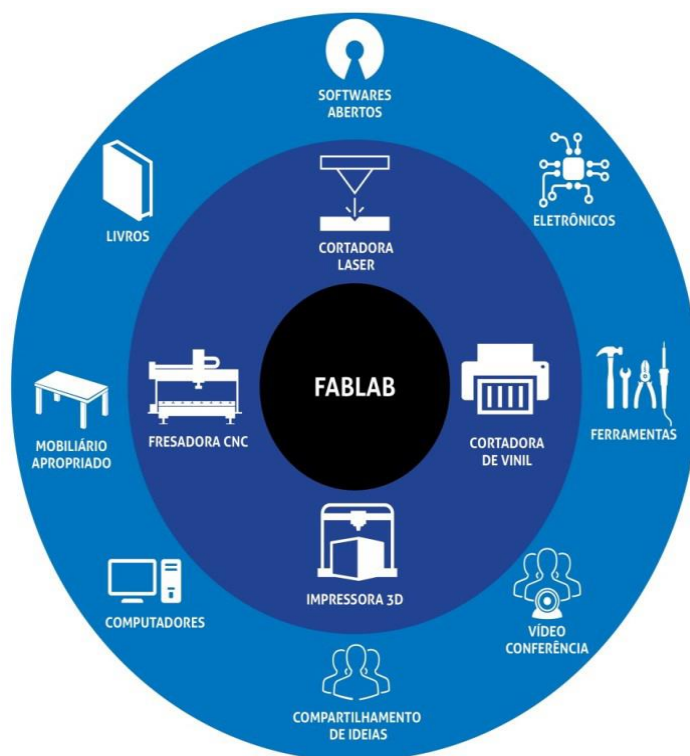 SOFTWARES
ABERTOS
LIVROS
ELETRÔNICOS
CORTADORA
LASER
FABLAB
MOBILIÁRIO
APROPRIADO
FRESADORA CNC
CORTADORA
DE VINIL
FERRAMENTAS
IMPRESSORA 3D
COMPUTADORES
VÍDEO
CONFERÊNCIA
COMPARTILHAMENTO
DE IDEIAS